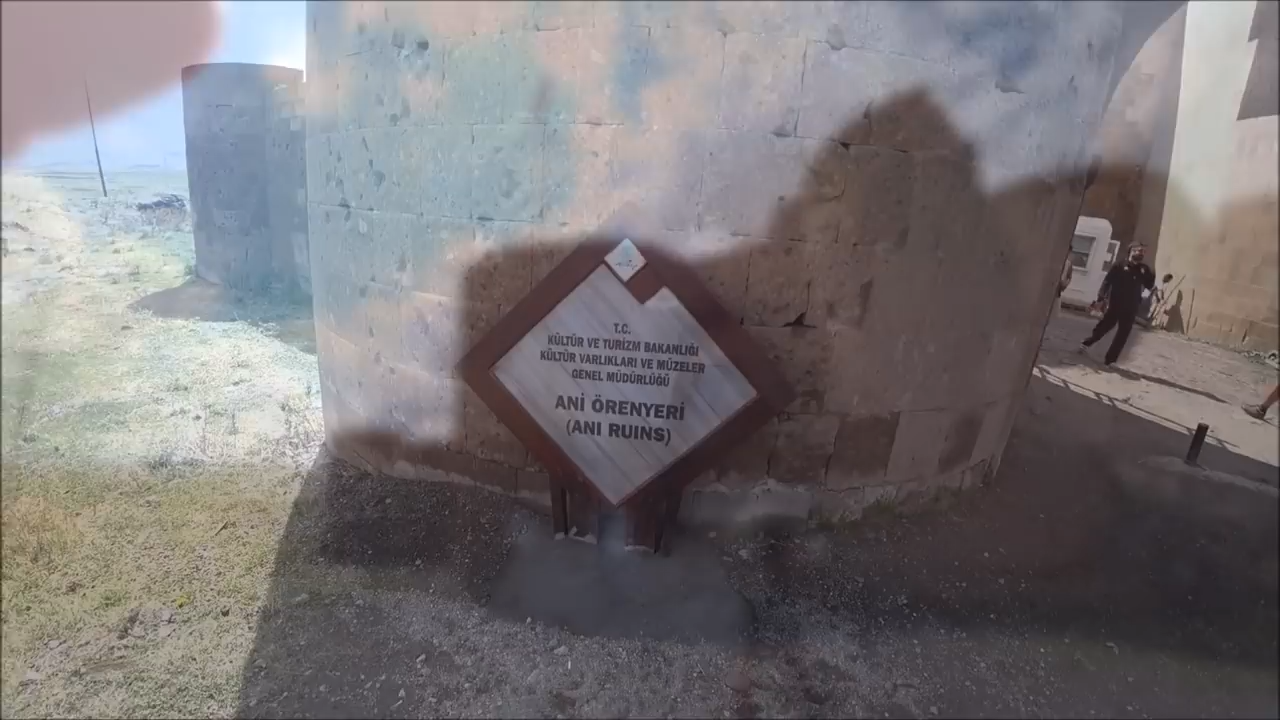 T.C.
KÜLTÜR VE TURİZM BAKANLIĞI
KÜLTÜR VARLIKLARI VE MÜZELER
GENEL MÜDÜRLÜĞÜ
ANİ ÖRENYERİ
(ANI RUINS)